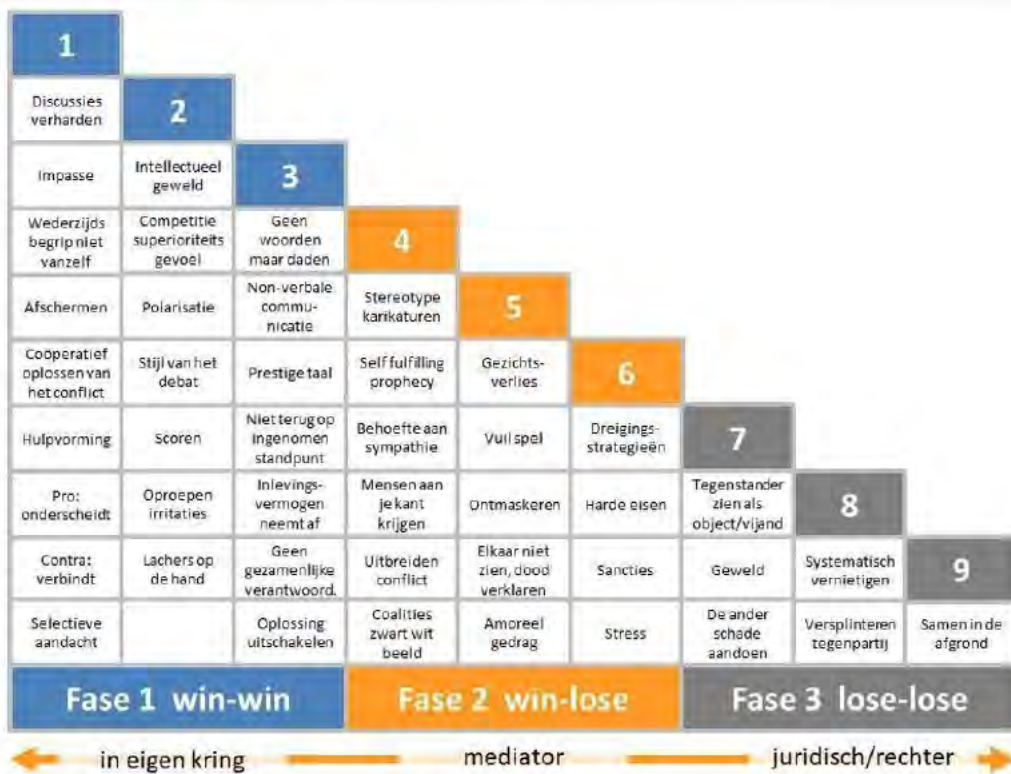 1
Discussies
verharden
Impasse
Wederzijds
begrip niet
vanzelf
Afschermen
Coöperatief
oplossen van
het conflict
Hulpvorming
Pro:
onderscheidt
Contra:
verbindt
Selectieve
aandacht
2
Intellectueel
geweld
Competitie
superioriteits
gevoel
Polarisatie
Stijl van het
debat
Scoren
Oproepen
irritaties
Lachers op
de hand
3
Geen
woorden
maar daden
Non-verbale
commu-
nicatie
Prestige taal
Niet terug op
ingenomen
standpunt
Inlevings-
vermogen
neemt af
Geen
gezamenlijke
verantwoord.
Oplossing
uitschakelen
4
Stereotype
karikaturen
Self fulfilling
prophecy
Behoefte aan
sympathie
Mensen aan
je kant
krijgen
Uitbreiden
conflict
Coalities
zwart wit
beeld
5
Gezichts-
verlies
Vuil spel
Ontmaskeren
Elkaar niet
zien, dood
verklaren
Amoreel
gedrag
6
Dreigings-
strategieën
Harde eisen
Sancties
Stress
7
Tegenstander
zien als
object/vijand
Geweld
De ander
schade
aandoen
8
Systematisch
vernietigen
Versplinteren
tegenpartij
9
Samen in de
afgrond
Fase 1 win-win
Fase 2 win-lose
Fase 3 lose-lose
in eigen kring
mediator
juridisch/rechter